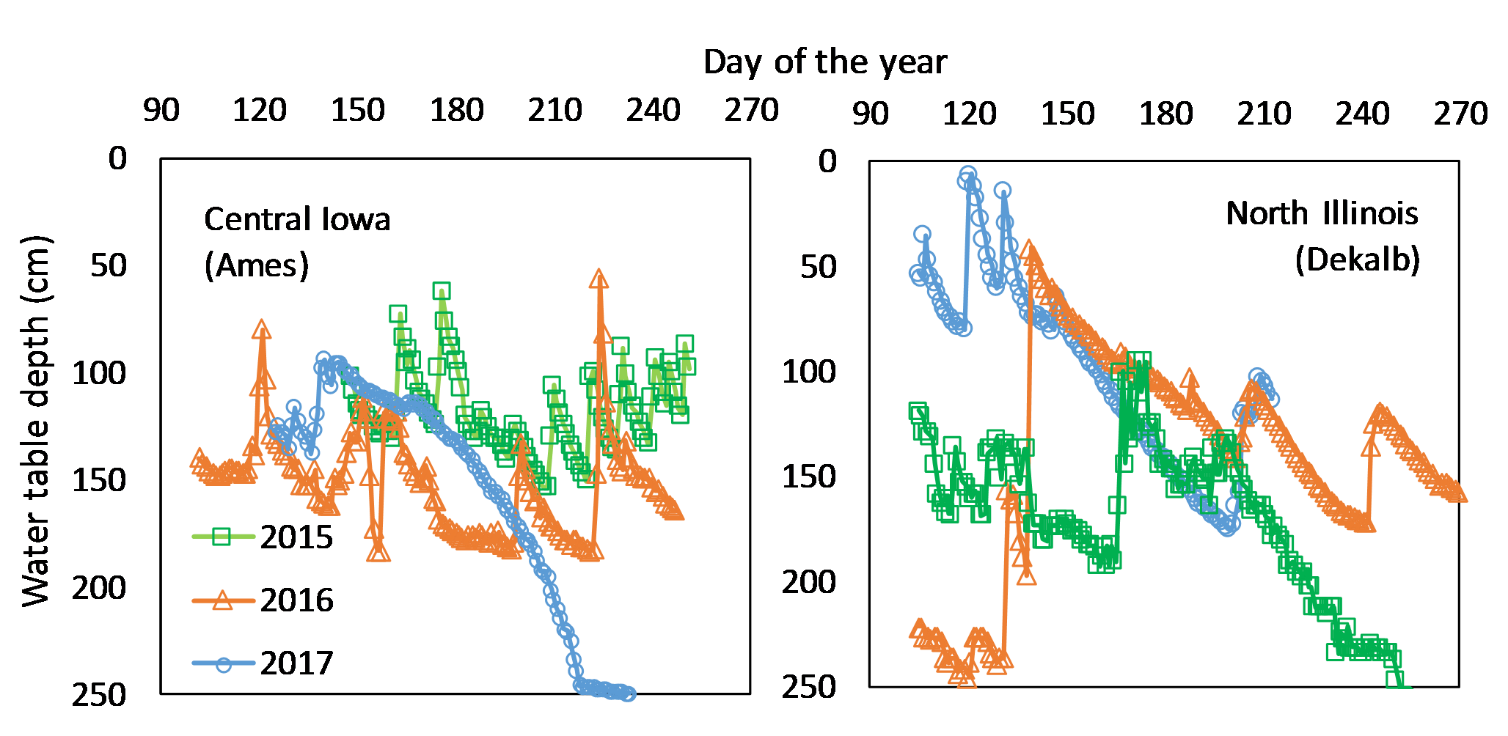 Day of the year
90 120 150 180 210 240 270
90 120 150 180 210 240 270
Water table depth (cm)
0
50
100
150
200
250
Central Iowa
(Ames)
2015
2016
2017
0
50
100
150
200
250
North Illinois
(Dekalb)